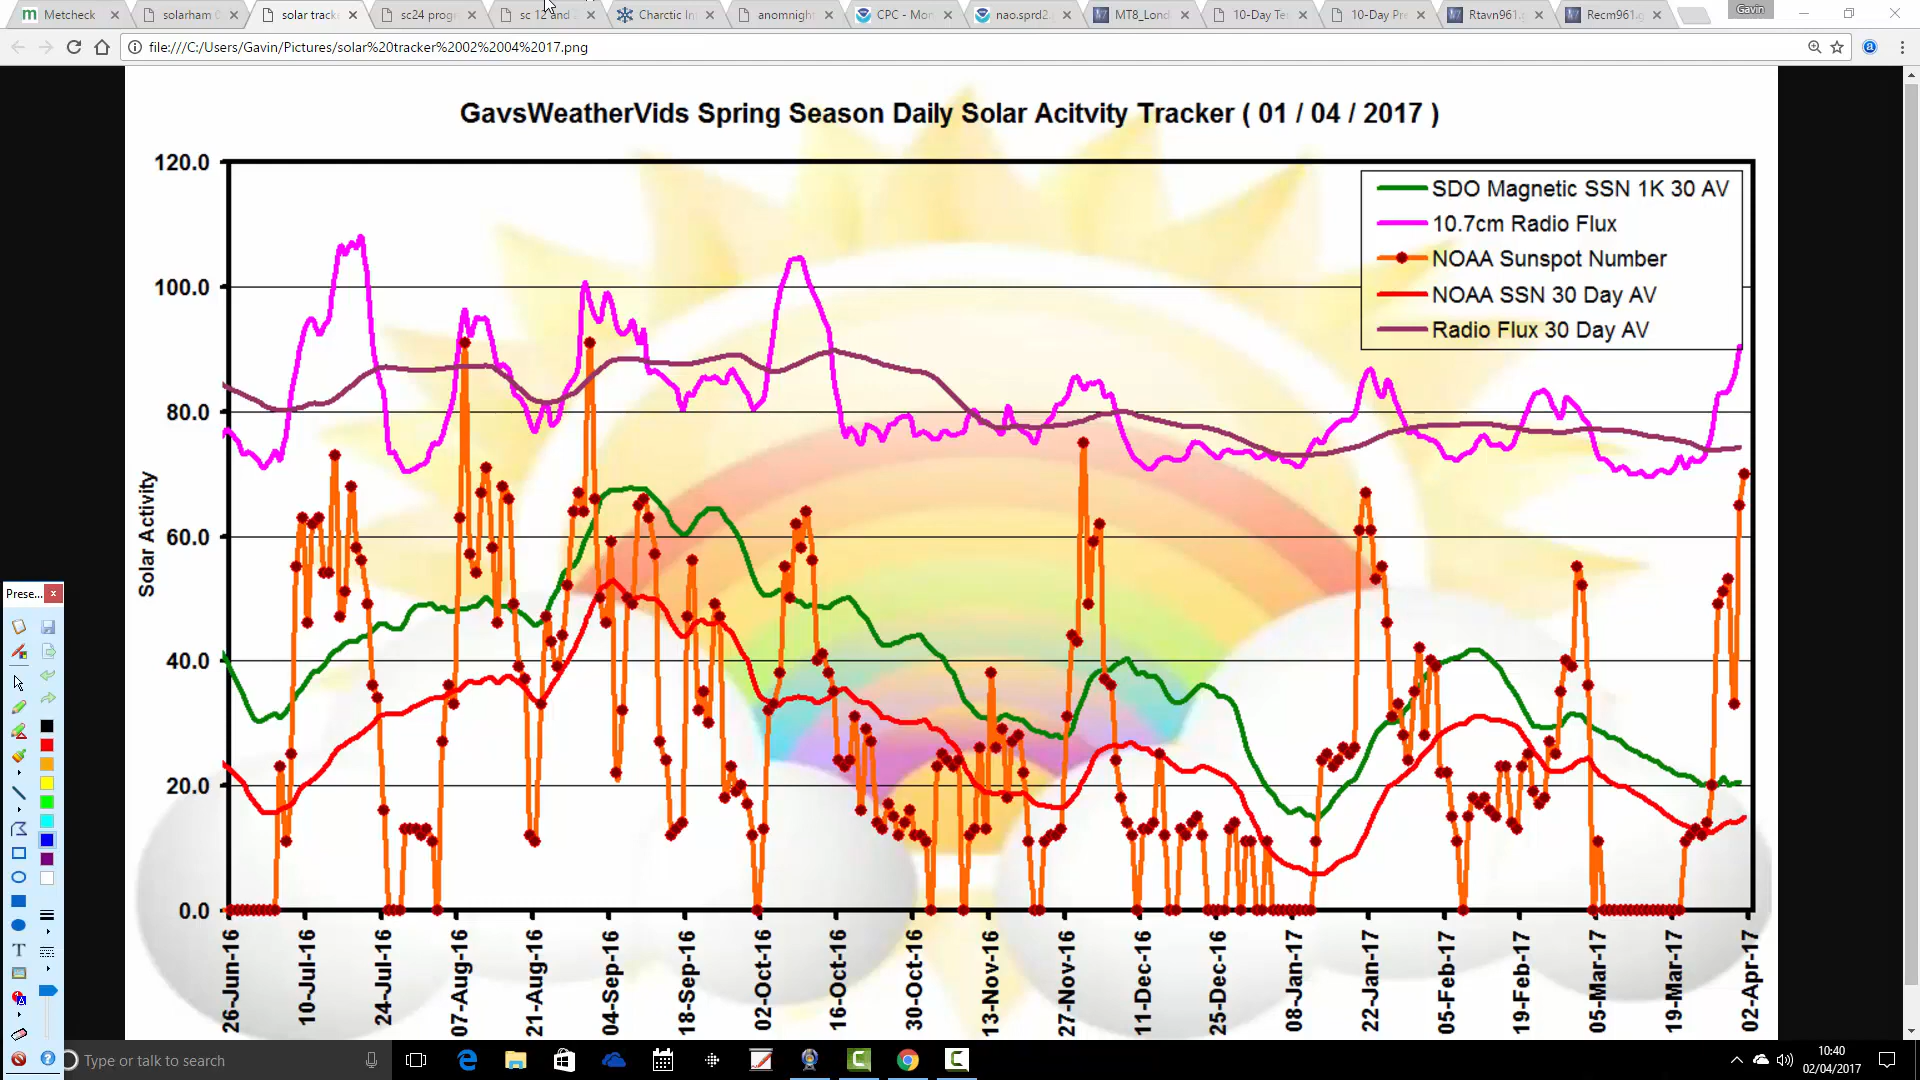 Metcheck
solarham
solar track
sc24 prog
sc 12 and
Charctic In
anomnight
CPC - Mon
nao.sprd2.
MT8_Lond
10-Day Te
10-Day Pre
Rtavn961.g
Recm961.g
Gavin
file:///C:/Users/Gavin/Pictures/solar%20tracker%2002%2004%2017.png
GavsWeatherVids Spring Season Daily Solar Acitvity Tracker ( 01 / 04 / 2017 )
SDO Magnetic SSN 1K 30 AV
10.7cm Radio Flux
NOAA Sunspot Number
NOAA SSN 30 Day AV
Radio Flux 30 Day AV
120.0
100.0
80.0
60.0
40.0
20.0
0.0
Solar Activity
26-Jun-16
10-Jul-16
24-Jul-16
07-Aug-16
21-Aug-16
04-Sep-16
18-Sep-16
02-Oct-16
16-Oct-16
30-Oct-16
13-Nov-16
27-Nov-16
11-Dec-16
25-Dec-16
08-Jan-17
22-Jan-17
05-Feb-17
19-Feb-17
05-Mar-17
19-Mar-17
02-Apr-17
Prese...
T
Type or talk to search
10:40
02/04/2017